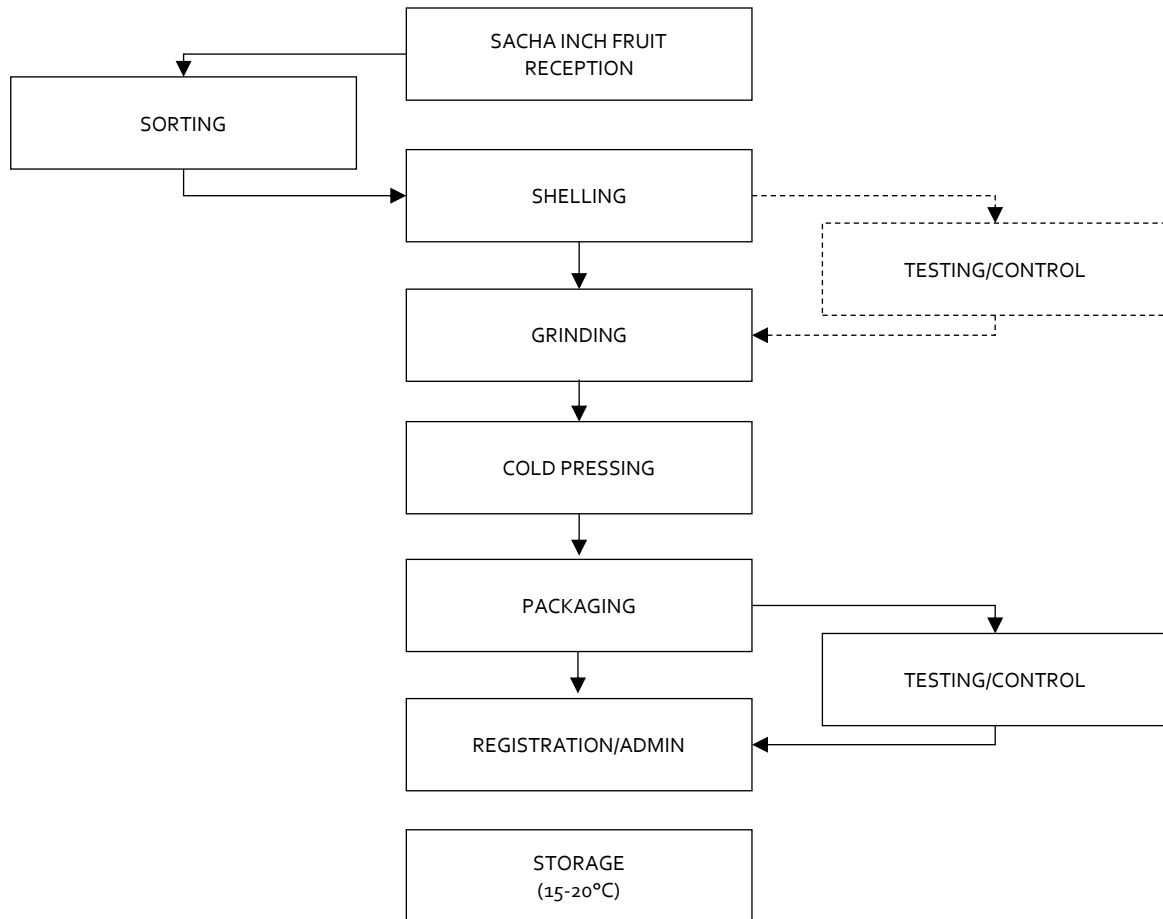 SACHA INCH FRUIT
RECEPTION
SORTING
SHELLING
TESTING/CONTROL
GRINDING
COLD PRESSING
PACKAGING
TESTING/CONTROL
REGISTRATION/ADMIN
STORAGE
(15-20°C)